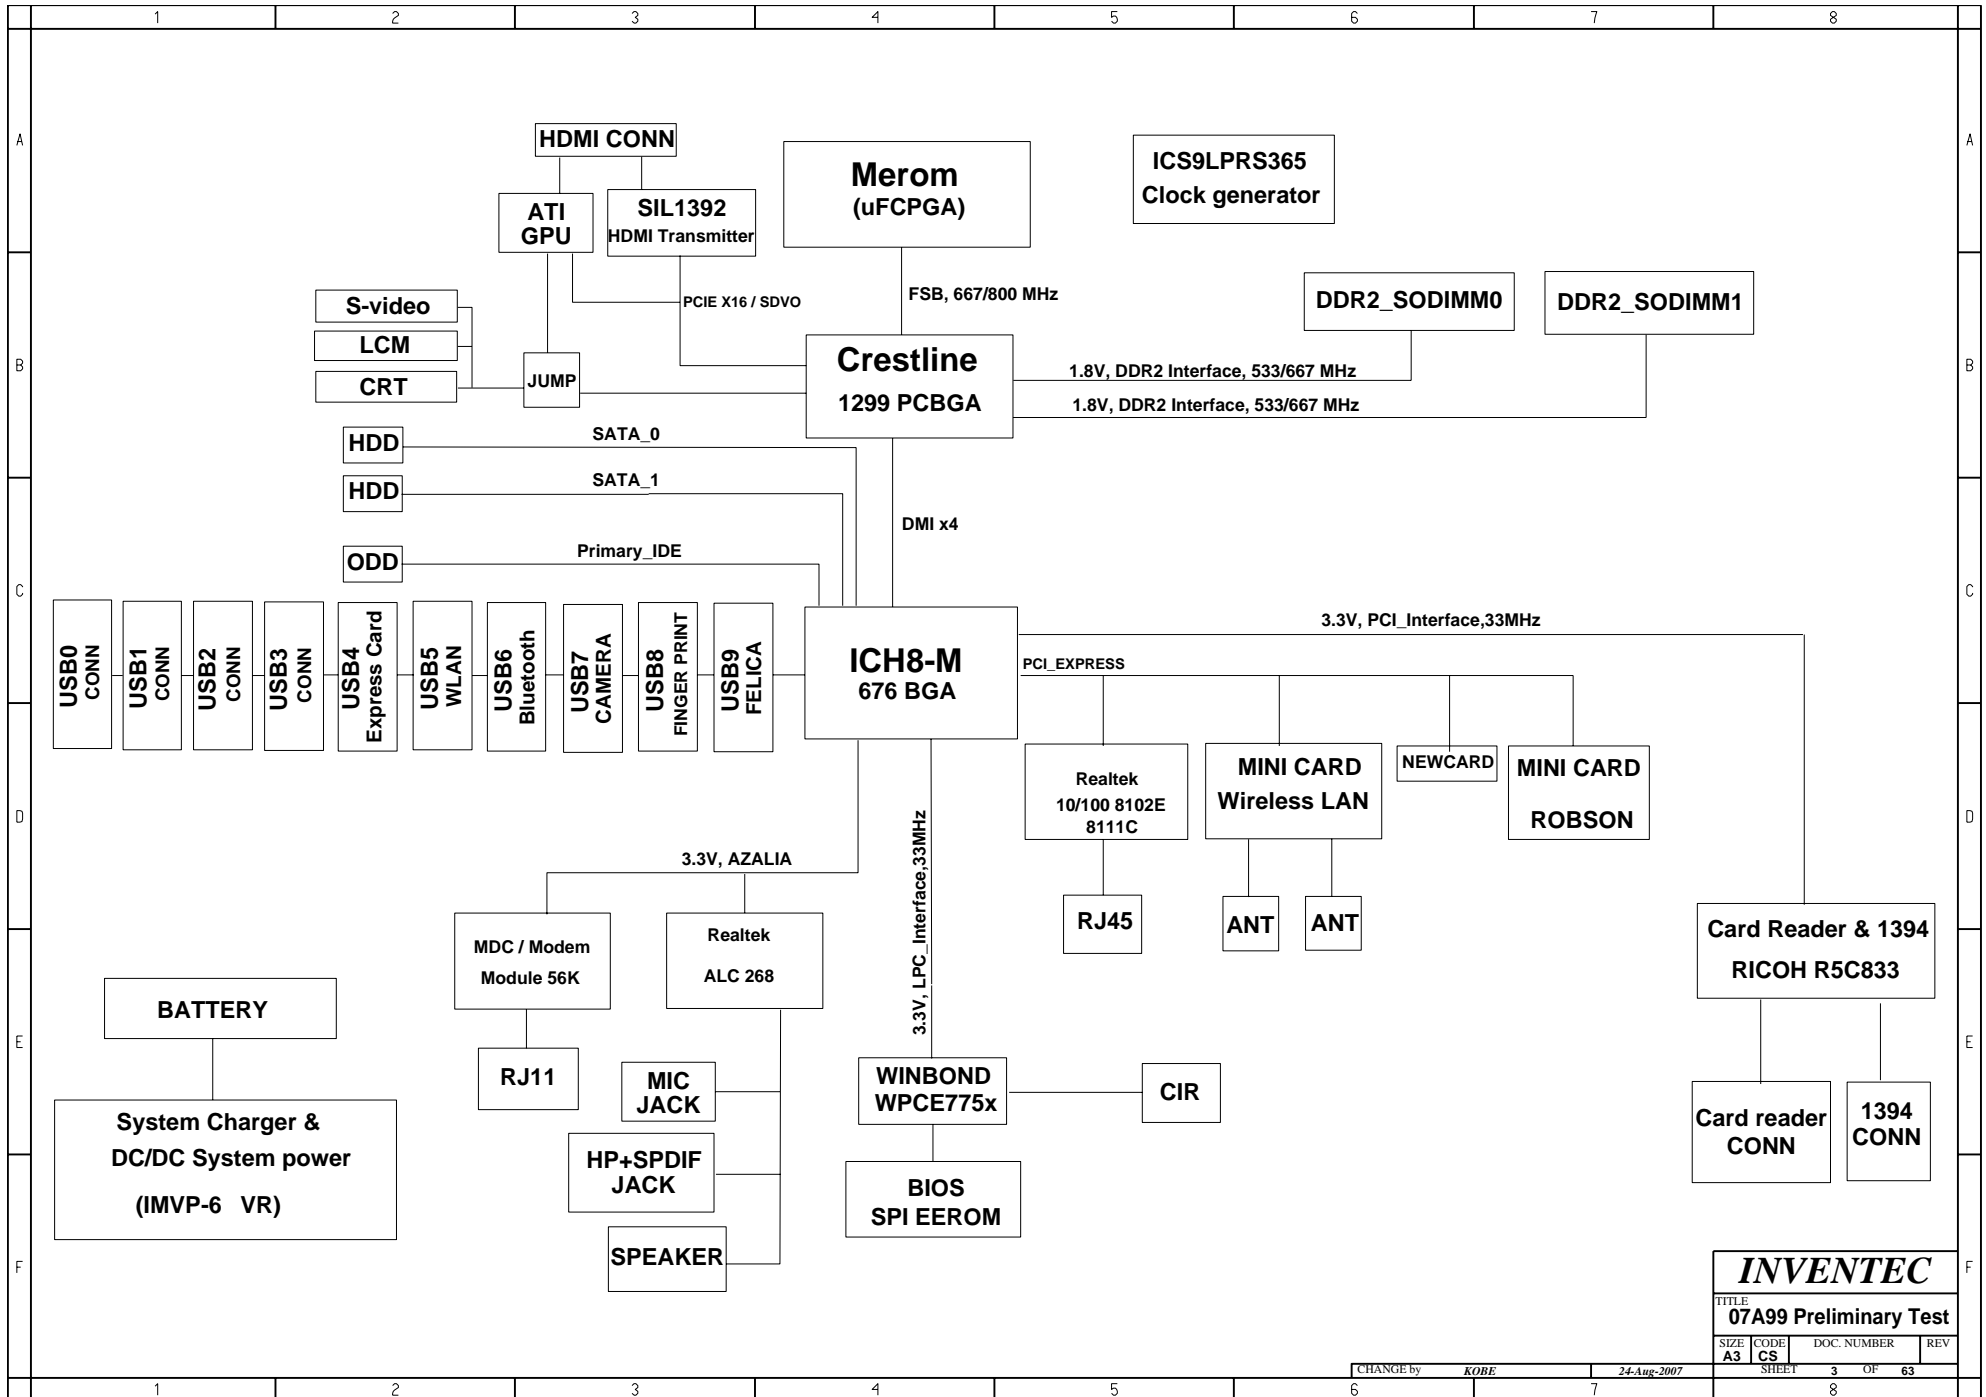 1 2 3 4 5 6 7 8
A A
HDMI CONN
Merom
(uFCPGA)
ICS9LPRS365
Clock generator
ATI
GPU
SIL1392
HDMI Transmitter
PCIE X16 / SDVO
FSB, 667/800 MHz
DDR2_SODIMM0
DDR2_SODIMM1
S-video
LCM
CRT
JUMP
B B
Crestline
1299 PCBGA
1.8V, DDR2 Interface, 533/667 MHz
1.8V, DDR2 Interface, 533/667 MHz
HDD
SATA_0
HDD
SATA_1
DMI x4
ODD
Primary_IDE
C C
USB0
CONN
USB1
CONN
USB2
CONN
USB3
CONN
USB4
Express Card
USB5
WLAN
USB6
Bluetooth
USB7
CAMERA
USB8
FINGER PRINT
USB9
FELICA
ICH8-M
676 BGA
3.3V, PCI_Interface,33MHz
PCI_EXPRESS
Realtek
10/100 8102E
8111C
MINI CARD
Wireless LAN
NEWCARD
MINI CARD
ROBSON
D D
3.3V, AZALIA
3.3V, LPC_Interface,33MHz
RJ45
ANT
ANT
MDC / Modem
Module 56K
Realtek
ALC 268
Card Reader & 1394
RICOH R5C833
BATTERY
E E
RJ11
MIC
JACK
WINBOND
WPCE775x
CIR
Card reader
CONN
1394
CONN
System Charger &
DC/DC System power
(IMVP-6 VR)
HP+SPDIF
JACK
BIOS
SPI EEROM
SPEAKER
F F
INVENTEC
TITLE
07A99 Preliminary Test
SIZE CODE DOC. NUMBER REV
A3 CS
CHANGE by KOBE 24-Aug-2007 SHEET 3 OF 63
1 2 3 4 5 6 7 8